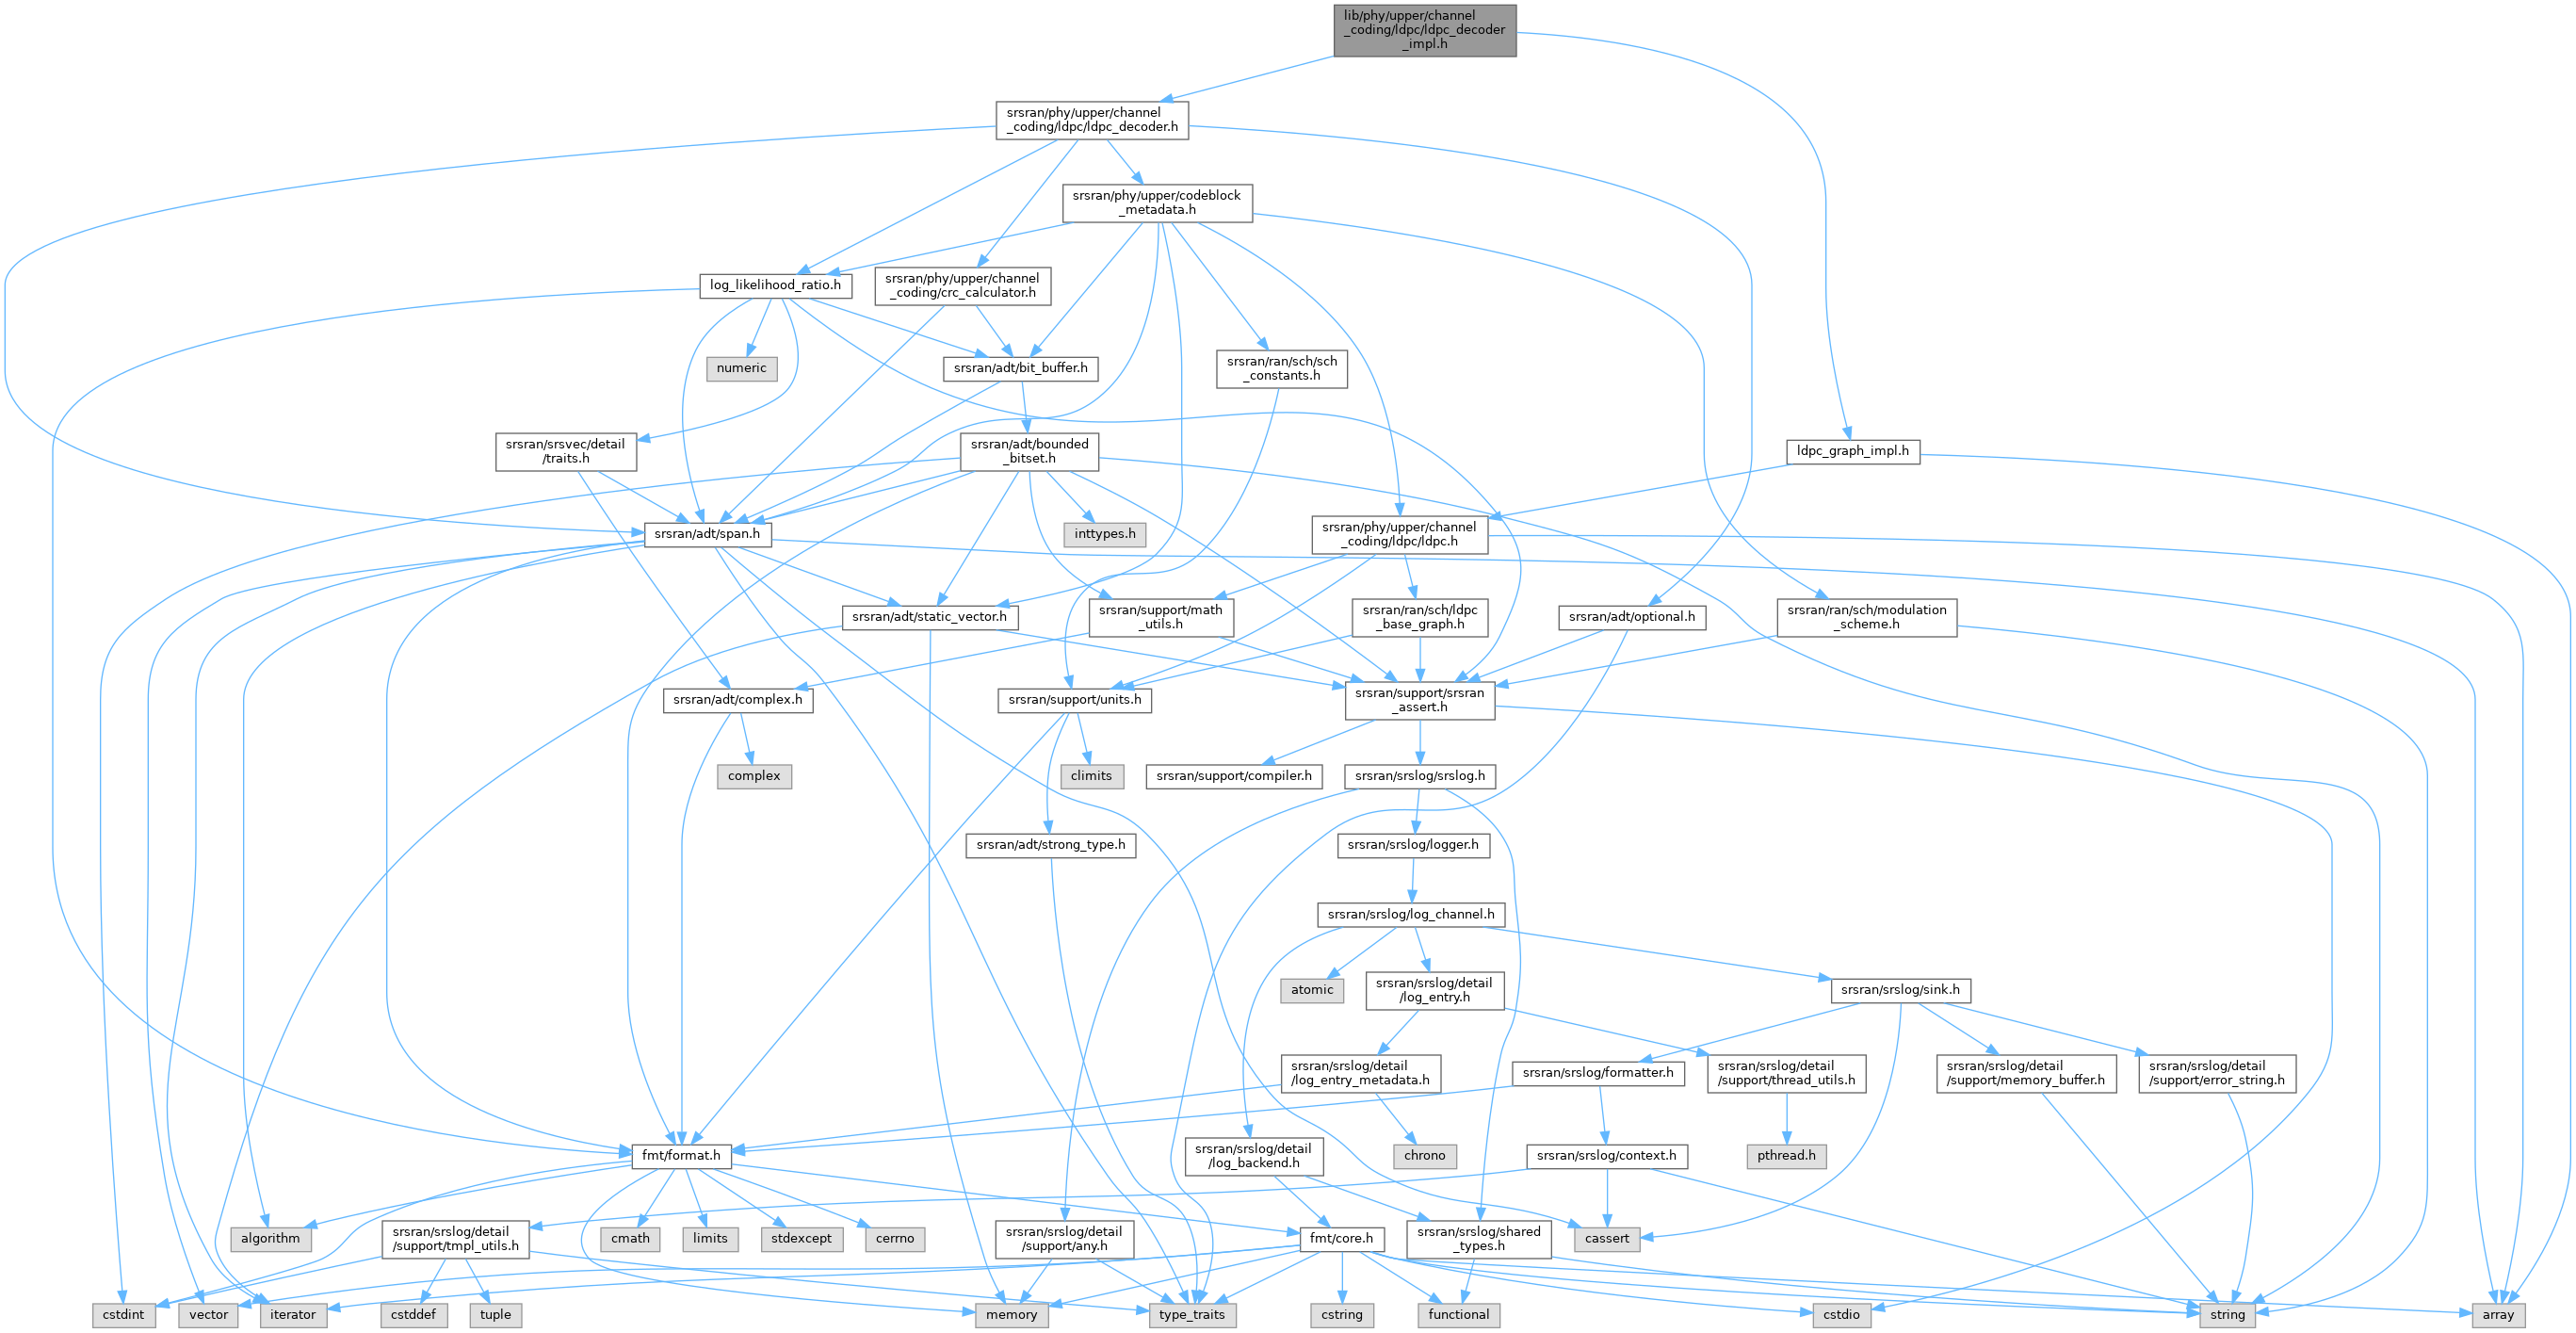 lib/phy/upper/channel
_coding/ldpc/ldpc_decoder
_impl.h
srsran/phy/upper/channel
_coding/ldpc/ldpc_decoder.h
srsran/phy/upper/codeblock
_metadata.h
log_likelihood_ratio.h
srsran/phy/upper/channel
_coding/crc_calculator.h
numeric
srsran/adt/bit_buffer.h
srsran/ran/sch/sch
_constants.h
srsran/srsvec/detail
/traits.h
srsran/adt/bounded
_bitset.h
ldpc_graph_impl.h
srsran/adt/span.h
inttypes.h
srsran/phy/upper/channel
_coding/ldpc/ldpc.h
srsran/adt/static_vector.h
srsran/support/math
_utils.h
srsran/ran/sch/ldpc
_base_graph.h
srsran/adt/optional.h
srsran/ran/sch/modulation
_scheme.h
srsran/adt/complex.h
srsran/support/units.h
srsran/support/srsran
_assert.h
complex
climits
srsran/support/compiler.h
srsran/srslog/srslog.h
srsran/adt/strong_type.h
srsran/srslog/logger.h
srsran/srslog/log_channel.h
atomic
srsran/srslog/detail
/log_entry.h
srsran/srslog/sink.h
srsran/srslog/detail
/log_entry_metadata.h
srsran/srslog/formatter.h
srsran/srslog/detail
/support/thread_utils.h
srsran/srslog/detail
/support/memory_buffer.h
srsran/srslog/detail
/support/error_string.h
fmt/format.h
srsran/srslog/detail
/log_backend.h
chrono
srsran/srslog/context.h
pthread.h
algorithm
srsran/srslog/detail
/support/tmpl_utils.h
cmath
limits
stdexcept
cerrno
srsran/srslog/detail
/support/any.h
fmt/core.h
srsran/srslog/shared
_types.h
cassert
cstdint
vector
iterator
cstddef
tuple
memory
type_traits
cstring
functional
cstdio
string
array